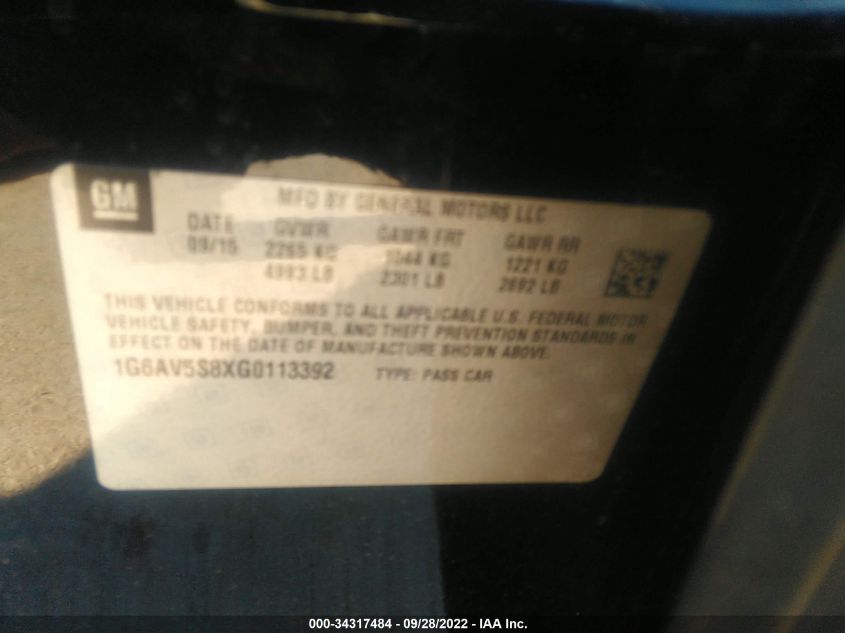 GM
MFD BY GENERAL MOTORS LLC
DATE GVWR GAWR FRT GAWR RR
09/15 2265 KG 1044 KG 1221 KG
4993 LB 2301 LB 2692 LB
THIS VEHICLE CONFORMS TO ALL APPLICABLE U.S. FEDERAL MOTOR
VEHICLE SAFETY, BUMPER, AND THEFT PREVENTION STANDARDS IN
EFFECT ON THE DATE OF MANUFACTURE SHOWN ABOVE.
1G6AV5S8XG0113392 TYPE: PASS CAR
000-34317484 - 09/28/2022 - IAA Inc.